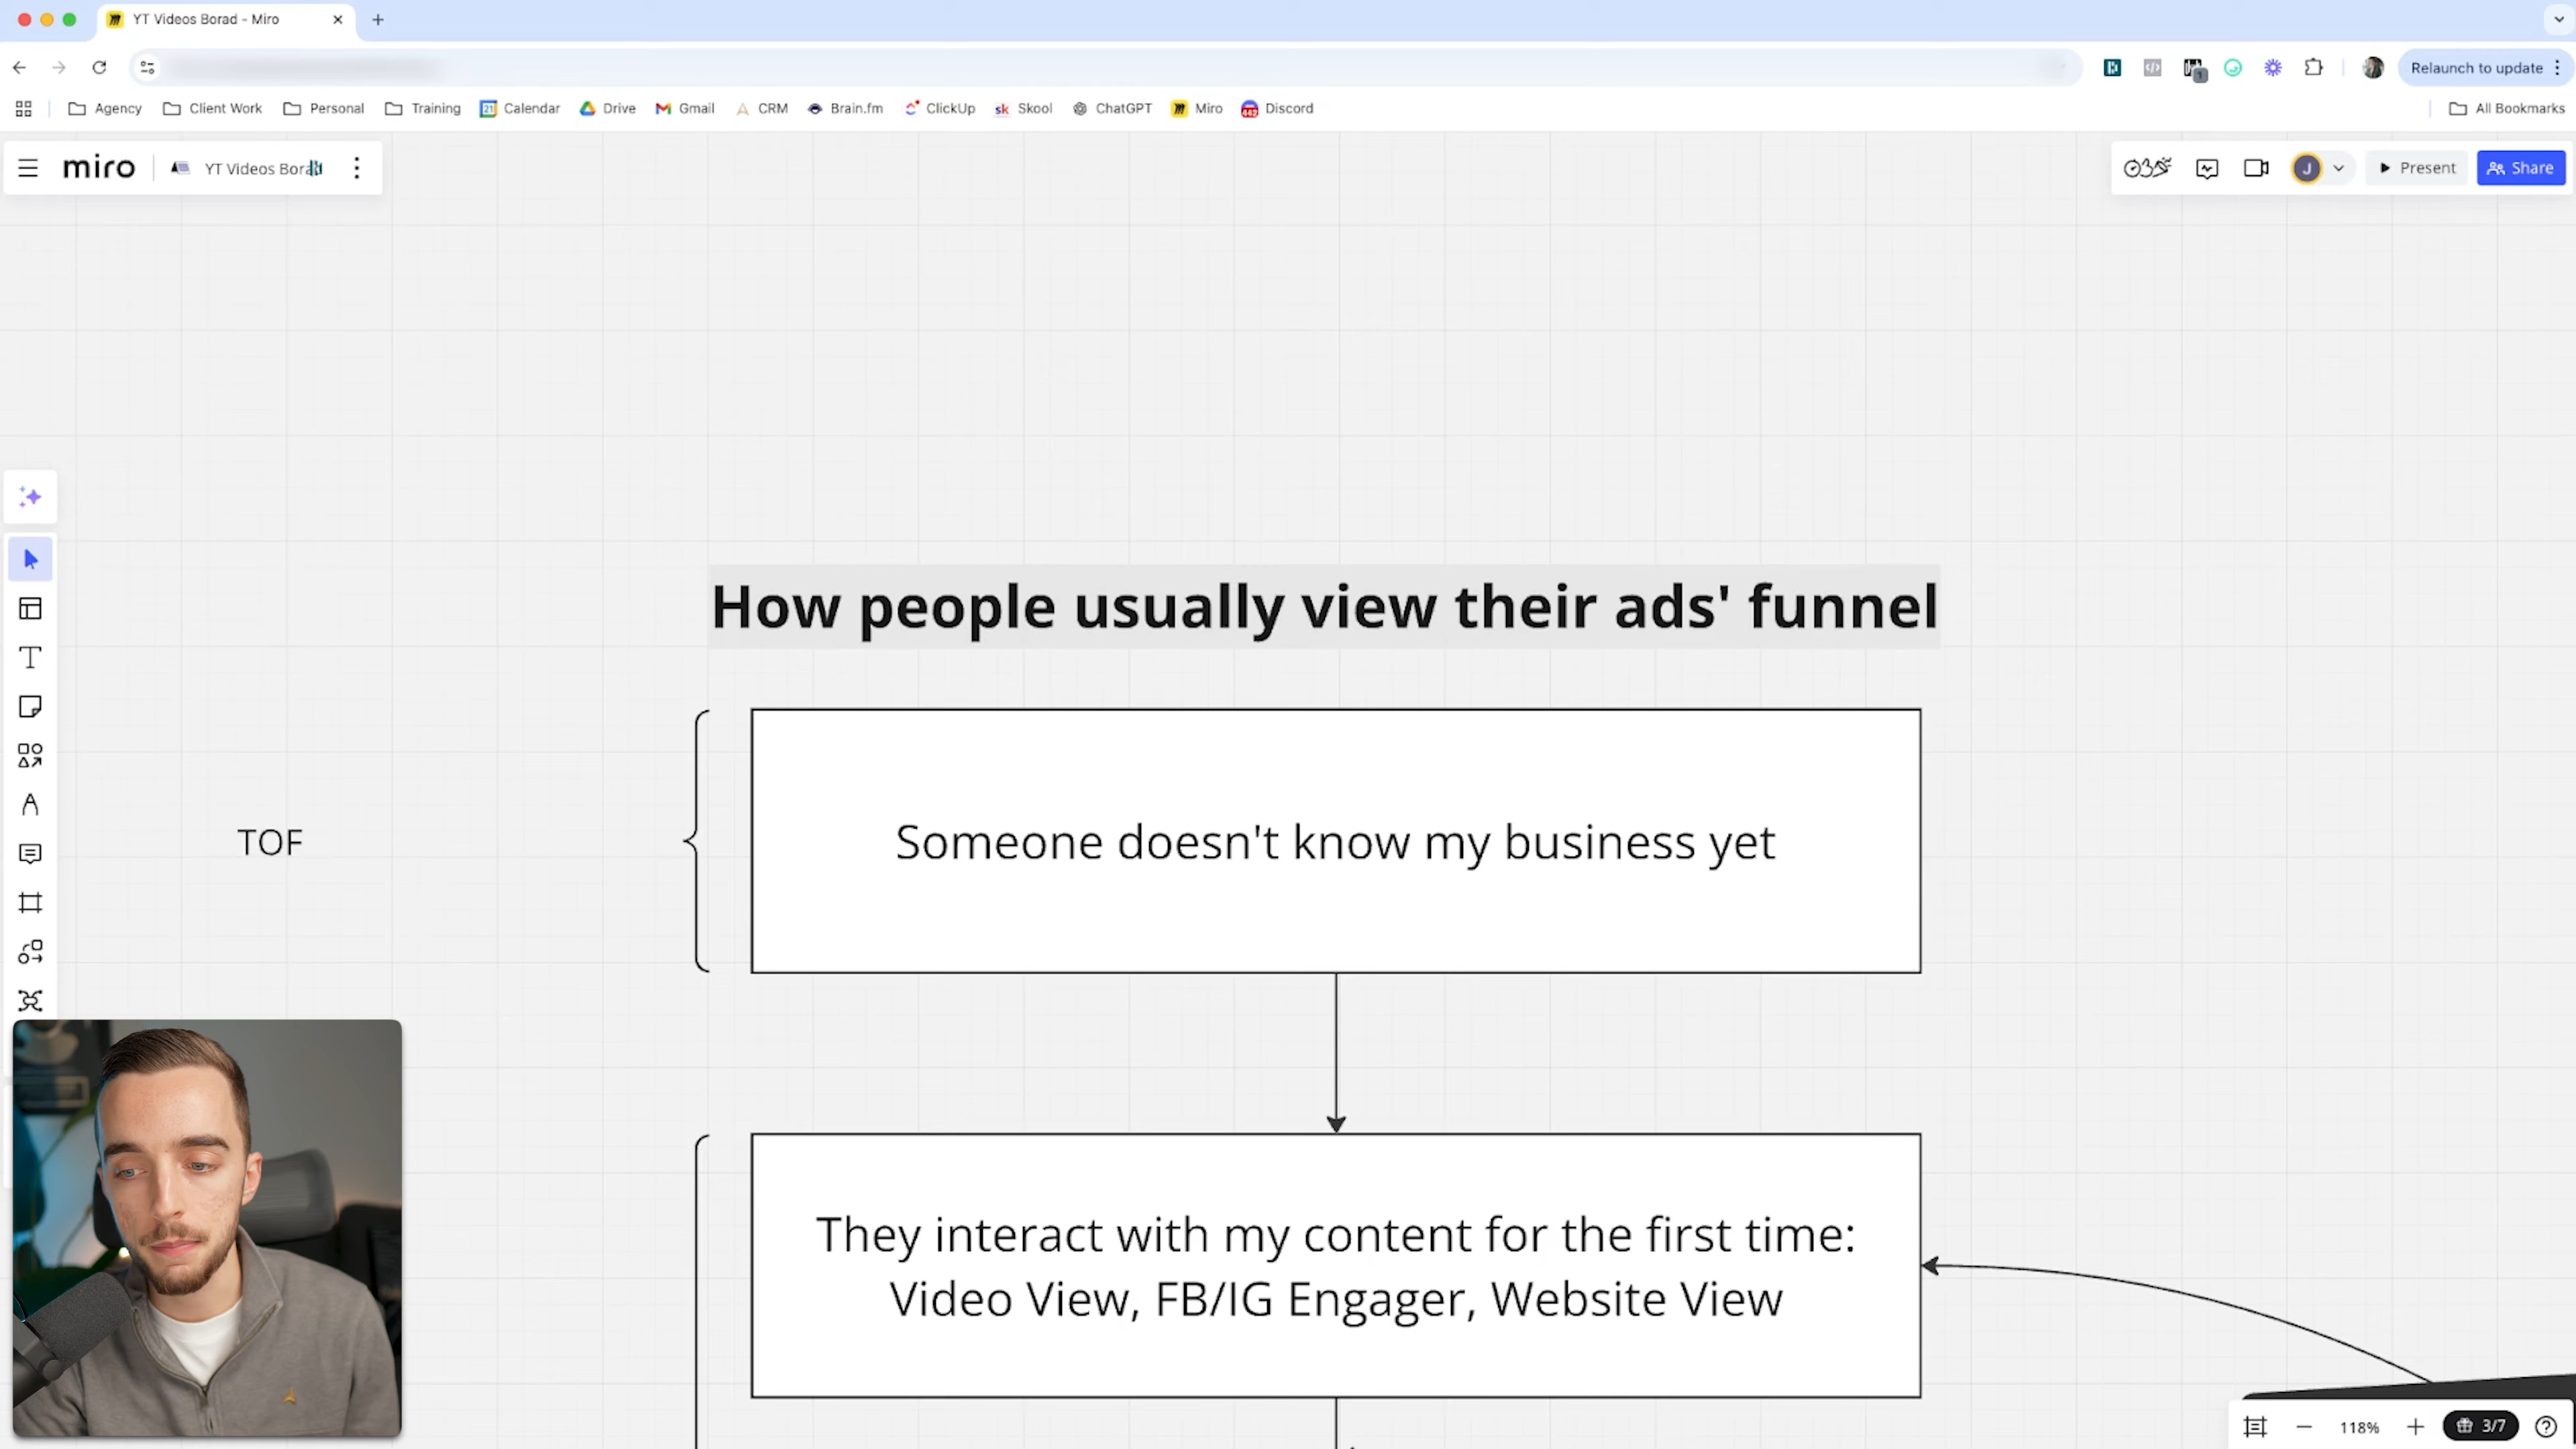 YT Videos Borad - Miro
Relaunch to update
Agency
Client Work
Personal
Training
Calendar
Drive
Gmail
CRM
Brain.fm
ClickUp
sk Skool
ChatGPT
Miro
Discord
All Bookmarks
miro
YT Videos Borad
J
Present
Share
How people usually view their ads' funnel
TOF
Someone doesn't know my business yet
They interact with my content for the first time:
Video View, FB/IG Engager, Website View
118%
3/7